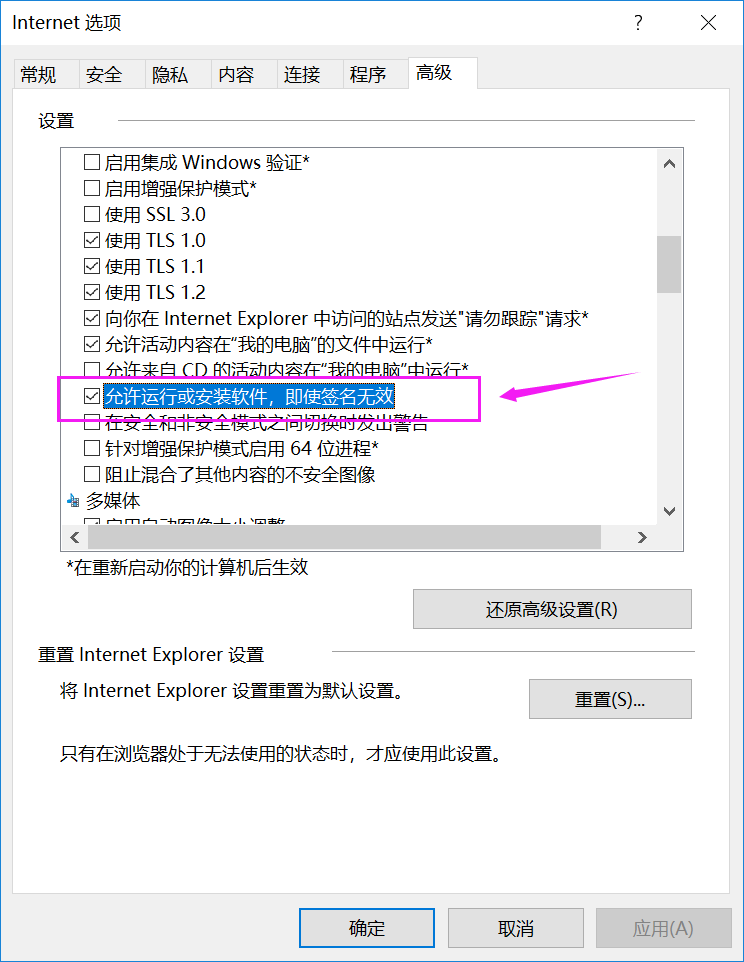 Internet 选项
?
常规 安全 隐私 内容 连接 程序 高级
设置
启用集成 Windows 验证*
启用增强保护模式*
使用 SSL 3.0
使用 TLS 1.0
使用 TLS 1.1
使用 TLS 1.2
向你在 Internet Explorer 中访问的站点发送"请勿跟踪"请求*
允许活动内容在“我的电脑”的文件中运行*
允许来自 CD 的活动内容在“我的电脑”中运行*
允许运行或安装软件，即使签名无效
在安全和非安全模式之间切换时发出警告
针对增强保护模式启用 64 位进程*
阻止混合了其他内容的不安全图像
多媒体
启用自动图像大小调整
*在重新启动你的计算机后生效
还原高级设置(R)
重置 Internet Explorer 设置
将 Internet Explorer 设置重置为默认设置。
重置(S)...
只有在浏览器处于无法使用的状态时，才应使用此设置。
确定 取消 应用(A)